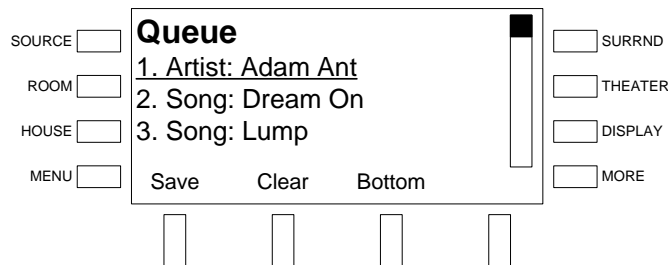 Queue
1. Artist: Adam Ant
2. Song: Dream On
3. Song: Lump
Save Clear Bottom
SOURCE
ROOM
HOUSE
MENU
SURRND
THEATER
DISPLAY
MORE